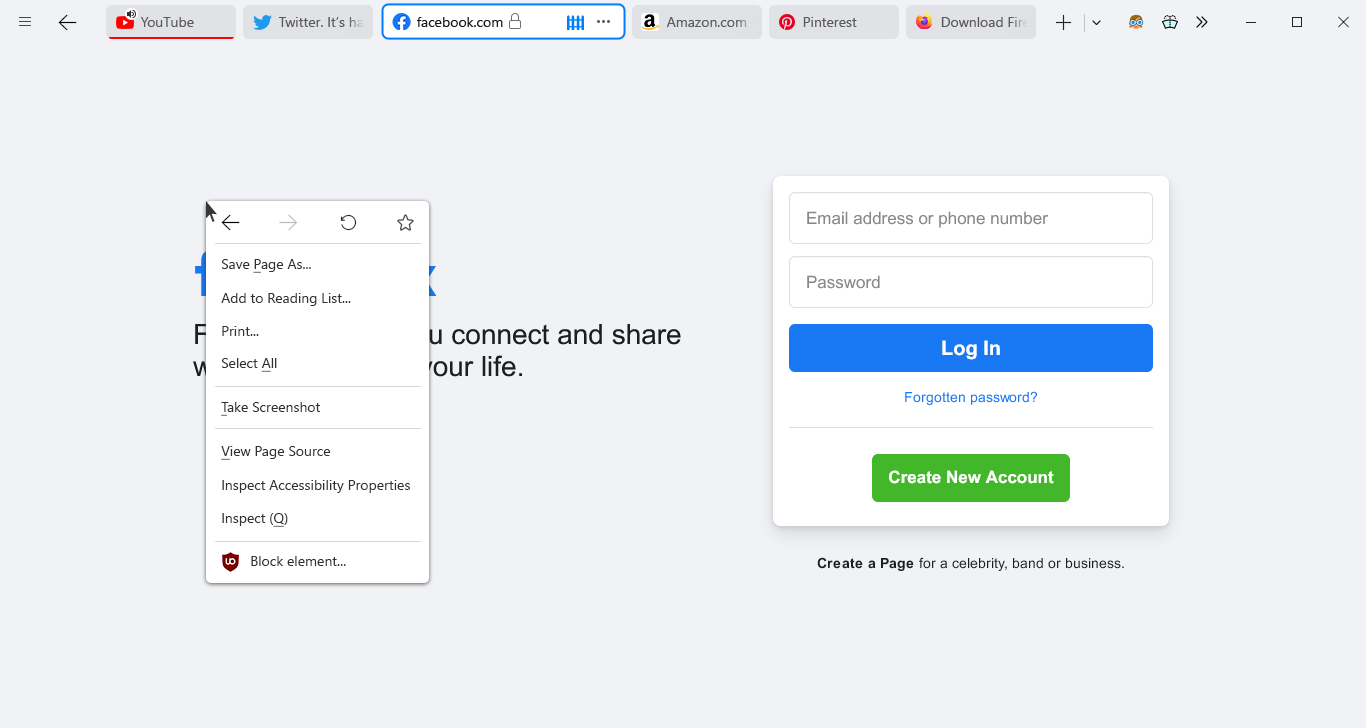 YouTube
Twitter. It's ha
facebook.com
Amazon.com
Pinterest
Download Fire
f k
F u connect and share
w your life.
Save Page As...
Add to Reading List...
Print...
Select All
Take Screenshot
View Page Source
Inspect Accessibility Properties
Inspect (Q)
Block element...
Email address or phone number
Password
Log In
Forgotten password?
Create New Account
Create a Page for a celebrity, band or business.